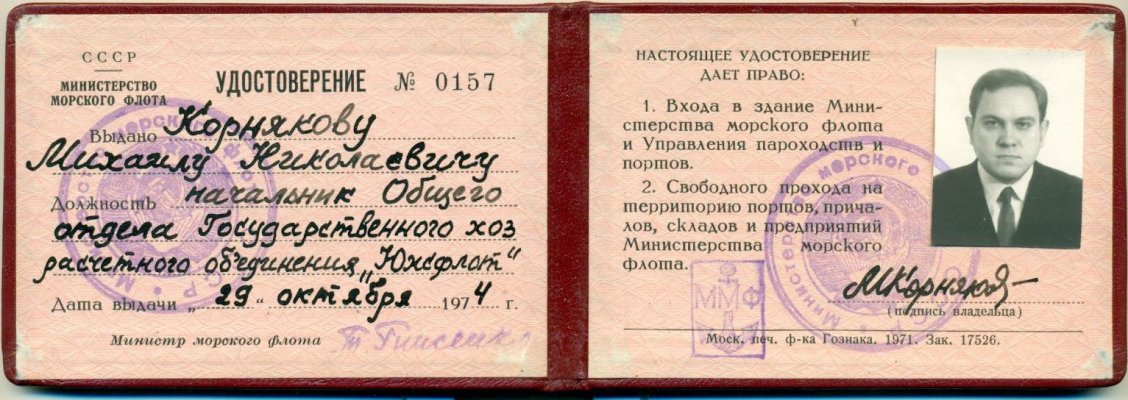 СССР
МИНИСТЕРСТВО
МОРСКОГО ФЛОТА
УДОСТОВЕРЕНИЕ № 0157
Выдано Корнякову
Михаилу Николаевичу
Должность начальник Общего
отдела Государственного хоз
расчетного объединения „Южфлот“
Дата выдачи „29“ октября 1974 г.
Министр морского флота
НАСТОЯЩЕЕ УДОСТОВЕРЕНИЕ
ДАЕТ ПРАВО:
1. Входа в здание Мини-
стерства морского флота
и Управления пароходств и
портов.
2. Свободного прохода на
территорию портов, прича-
лов, складов и предприятий
Министерства морского
флота.
ММФ
(подпись владельца)
Моск. печ. ф-ка Гознака. 1971. Зак. 17526.